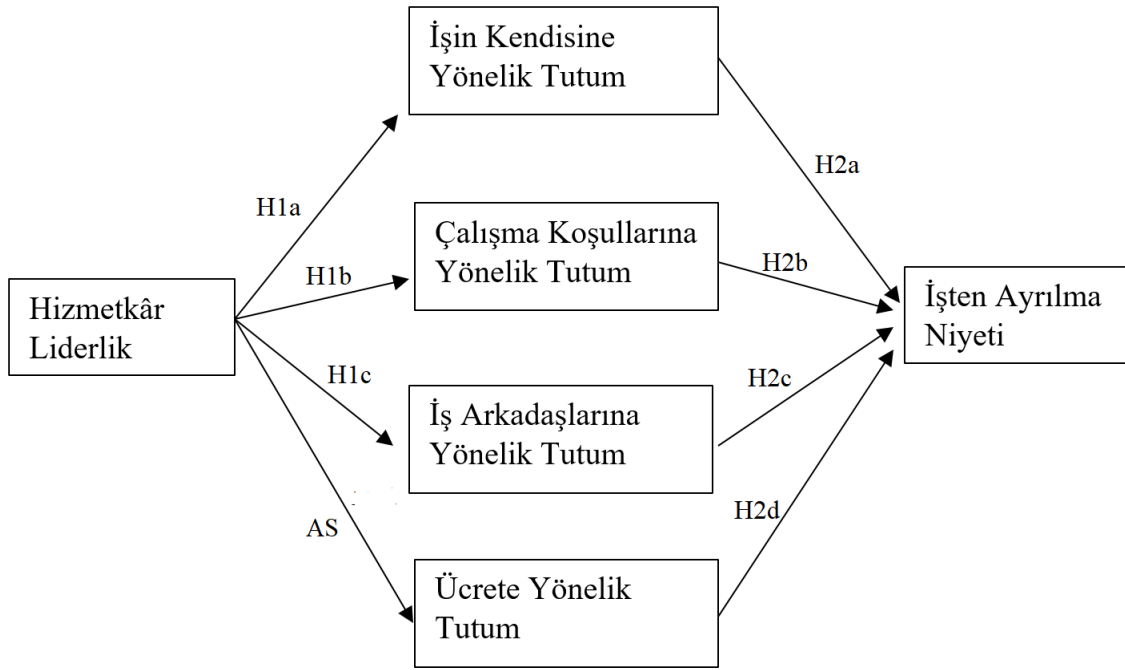 İşin Kendisine
Yönelik Tutum
H1a
H2a
Çalışma Koşullarına
Yönelik Tutum
H1b
H2b
Hizmetkâr
Liderlik
İşten Ayrılma
Niyeti
H1c
H2c
İş Arkadaşlarına
Yönelik Tutum
AS
H2d
Ücrete Yönelik
Tutum